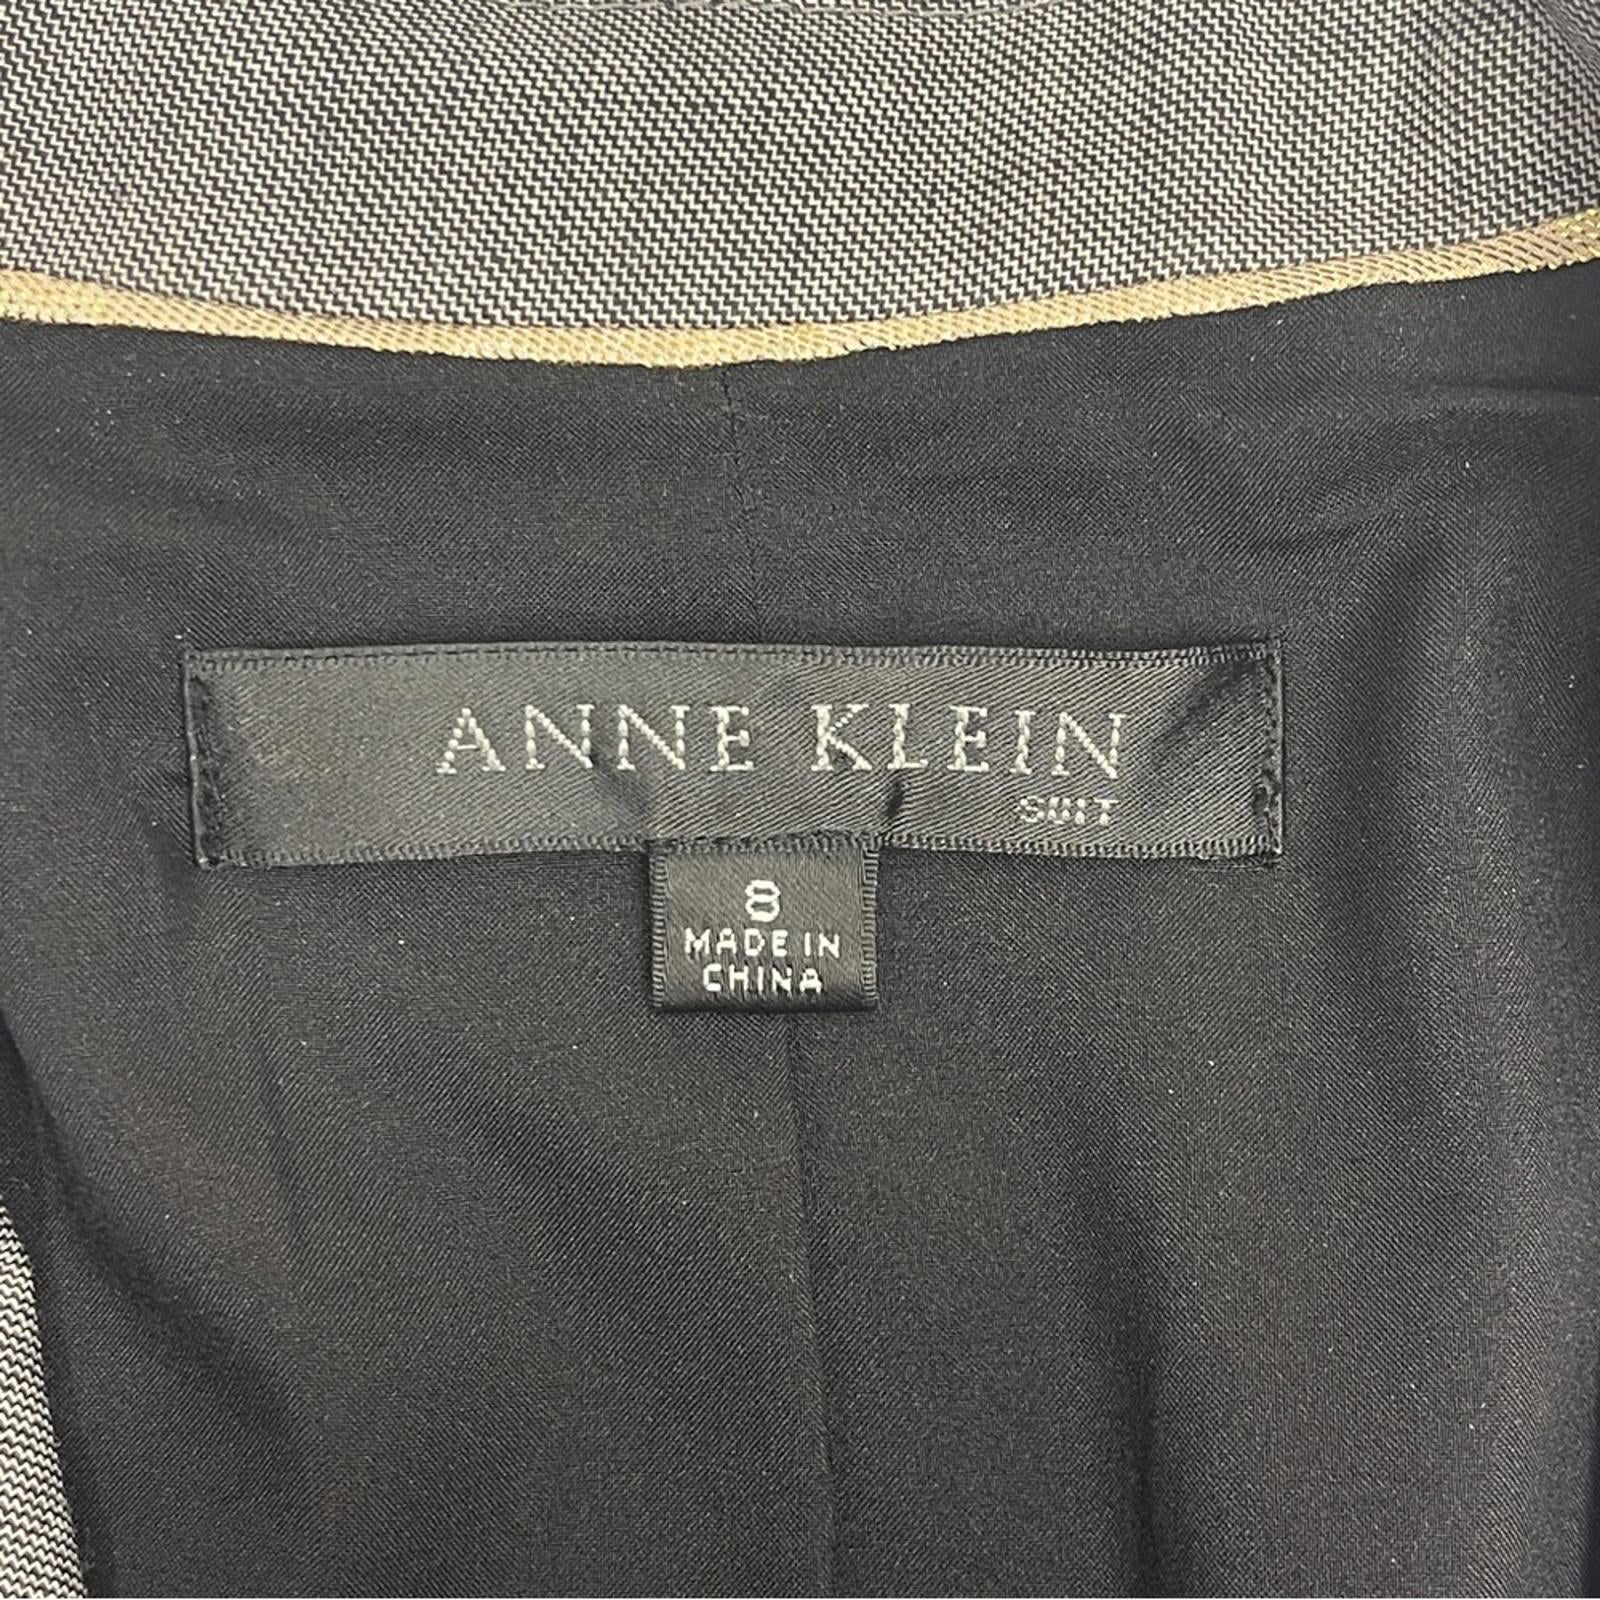 ANNE KLEIN
SUIT
8
MADE IN
CHINA